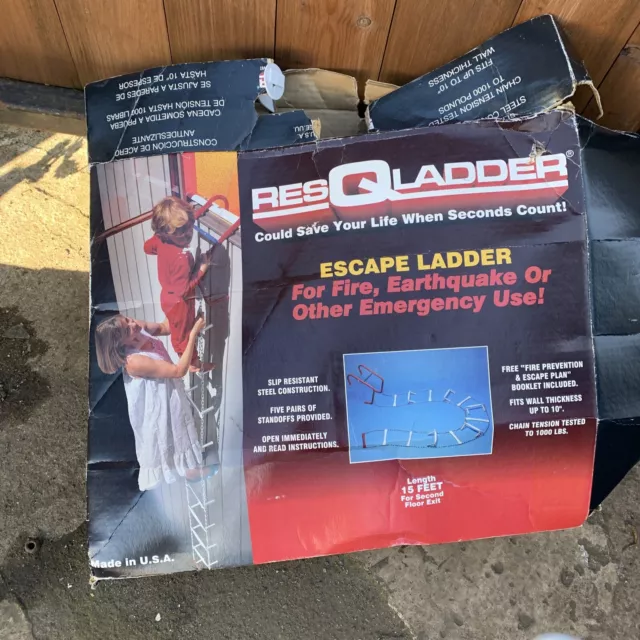 SE AJUSTA A PAREDES DE
HASTA 10" DE ESPESOR
CADENA SOMETIDA A PRUEBA
DE TENSIÓN HASTA 1000 LIBRAS
CONSTRUCCIÓN DE ACERO
ANTIDESLIZANTE
FITS UP TO 10"
WALL THICKNESS
CHAIN TENSION TESTED
TO 1000 POUNDS
RESQLADDER®
Could Save Your Life When Seconds Count!
ESCAPE LADDER
For Fire, Earthquake Or
Other Emergency Use!
SLIP RESISTANT
STEEL CONSTRUCTION.
FIVE PAIRS OF
STANDOFFS PROVIDED.
OPEN IMMEDIATELY
AND READ INSTRUCTIONS.
FREE "FIRE PREVENTION
& ESCAPE PLAN"
BOOKLET INCLUDED.
FITS WALL THICKNESS
UP TO 10".
CHAIN TENSION TESTED
TO 1000 LBS.
Length
15 FEET
For Second
Floor Exit
Made in U.S.A.